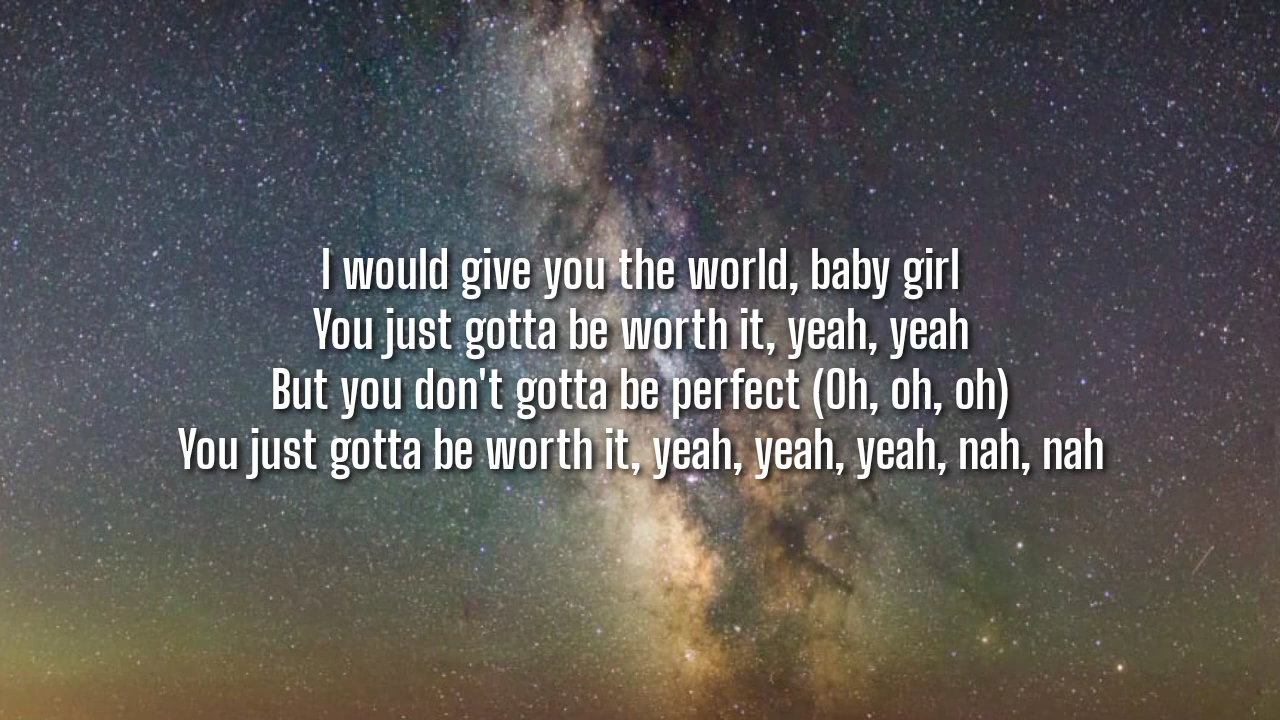 I would give you the world, baby girl
You just gotta be worth it, yeah, yeah
But you don't gotta be perfect (Oh, oh, oh)
You just gotta be worth it, yeah, yeah, yeah, nah, nah